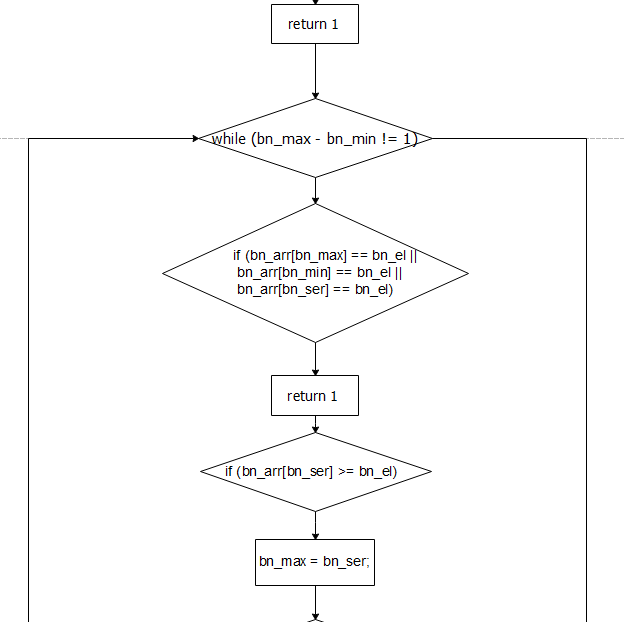 return 1
while (bn_max - bn_min != 1)
if (bn_arr[bn_max] == bn_el ||
bn_arr[bn_min] == bn_el ||
bn_arr[bn_ser] == bn_el)
return 1
if (bn_arr[bn_ser] >= bn_el)
bn_max = bn_ser;